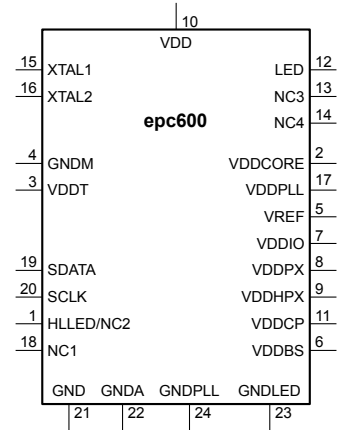 10
VDD
15 XTAL1 LED 12
16 XTAL2 NC3 13
epc600 NC4 14
4 GNDM VDDCORE 2
3 VDDT VDDPLL 17
VREF 5
VDDIO 7
19 SDATA VDDPX 8
20 SCLK VDDHPX 9
1 HLLED/NC2 VDDCP 11
18 NC1 VDDBS 6
GND GNDA GNDPLL GNDLED
21 22 24 23